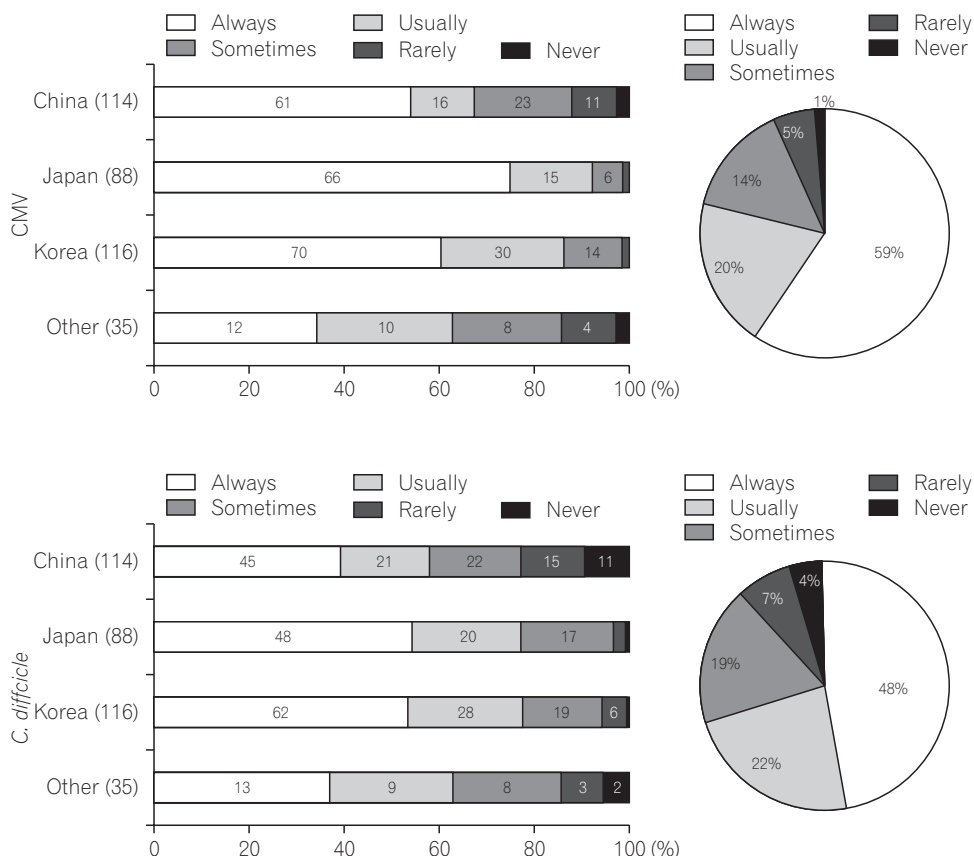 Always Usually
Sometimes Rarely Never
CMV
China (114) 61 16 23 11
Japan (88) 66 15 6
Korea (116) 70 30 14
Other (35) 12 10 8 4
0 20 40 60 80 100 (%)
Always Rarely
Usually Never
Sometimes
1%
5%
14%
20%
59%
Always Usually
Sometimes Rarely Never
C. diffcicle
China (114) 45 21 22 15 11
Japan (88) 48 20 17
Korea (116) 62 28 19 6
Other (35) 13 9 8 3 2
0 20 40 60 80 100 (%)
Always Rarely
Usually Never
Sometimes
4%
7%
19%
48%
22%